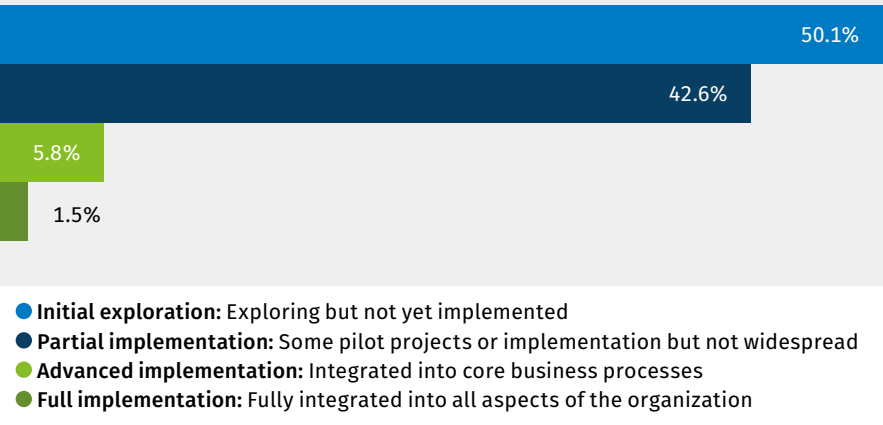 50.1%
42.6%
5.8%
1.5%
Initial exploration: Exploring but not yet implemented
Partial implementation: Some pilot projects or implementation but not widespread
Advanced implementation: Integrated into core business processes
Full implementation: Fully integrated into all aspects of the organization